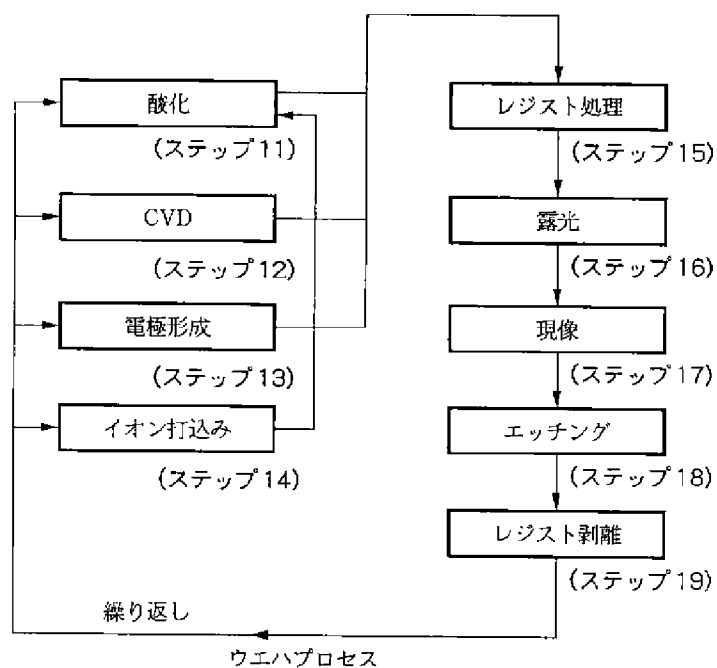 酸化
(ステップ11)
CVD
(ステップ12)
電極形成
(ステップ13)
イオン打込み
(ステップ14)
レジスト処理
(ステップ15)
露光
(ステップ16)
現像
(ステップ17)
エッチング
(ステップ18)
レジスト剥離
(ステップ19)
繰り返し
ウエハプロセス